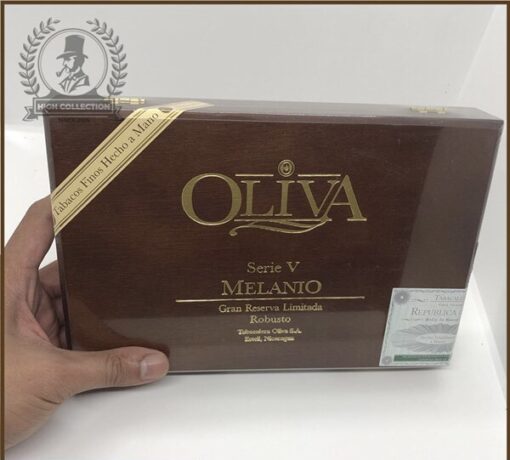 HIGH COLLECTION
Tabacos Finos Hecho a Mano
OLIVA
Serie V
MELANIO
Gran Reserva Limitada
Robusto
Tabacalera Oliva S.A.
Estelí, Nicaragua
REPUBLICA